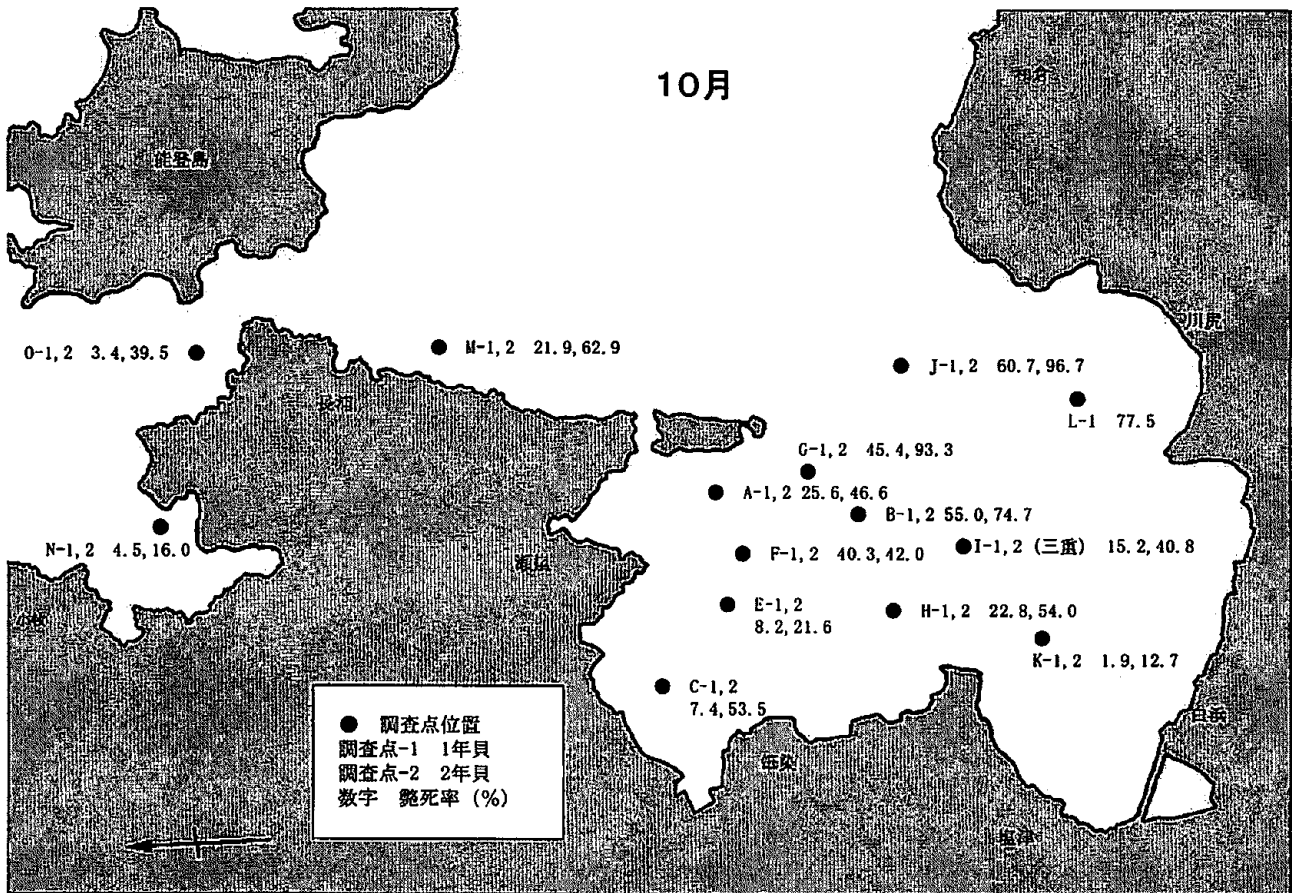 10月
能登島
川尻
O-1,2 3.4,39.5
M-1,2 21.9,62.9
J-1,2 60.7,96.7
L-1 77.5
G-1,2 45.4,93.3
A-1,2 25.6,46.6
B-1,2 55.0,74.7
N-1,2 4.5,16.0
F-1,2 40.3,42.0
I-1,2 (三重) 15.2,40.8
E-1,2
8.2,21.6
H-1,2 22.8,54.0
K-1,2 1.9,12.7
C-1,2
7.4,53.5
白浜
● 調査点位置
調査点-1 1年貝
調査点-2 2年貝
数字 斃死率 (%)